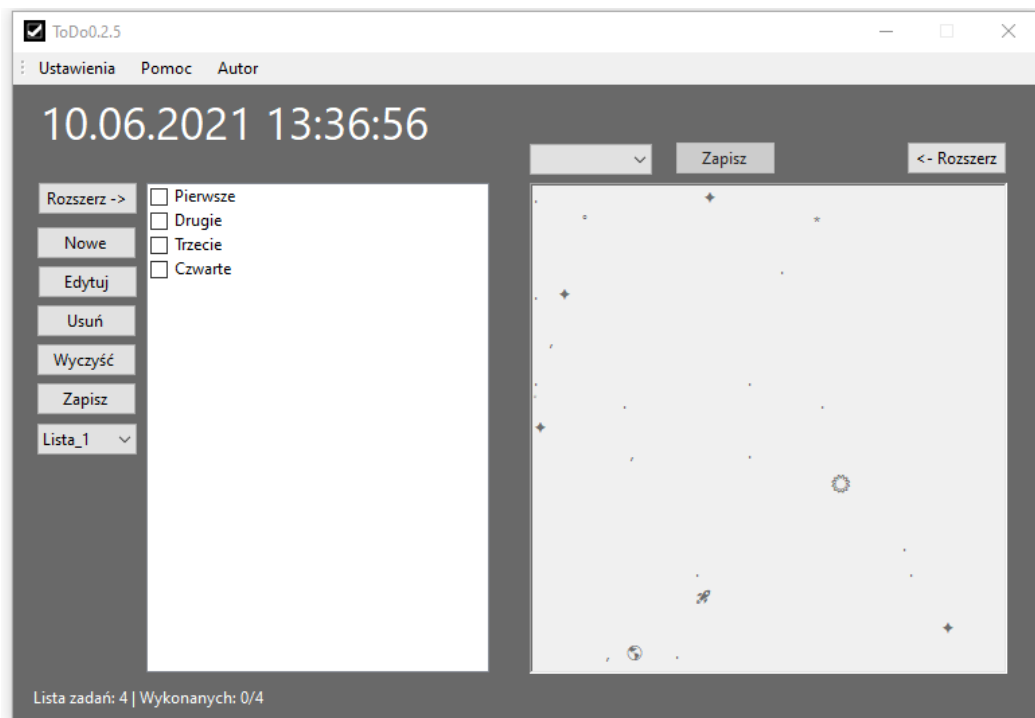 ToDo0.2.5
Ustawienia Pomoc Autor
10.06.2021 13:36:56
Zapisz
<- Rozszerz
Rozszerz ->
Nowe
Edytuj
Usuń
Wyczyść
Zapisz
Lista_1
Pierwsze
Drugie
Trzecie
Czwarte
Lista zadań: 4 | Wykonanych: 0/4